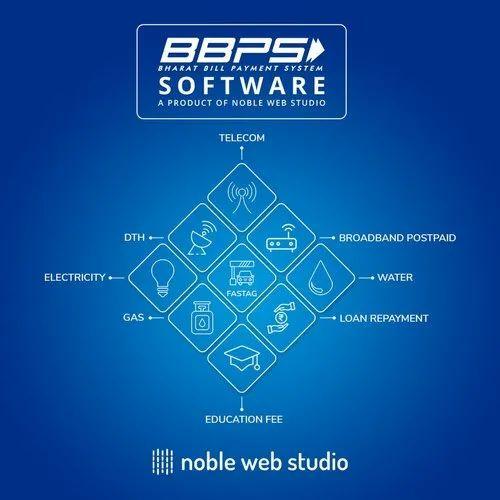 BBPS
BHARAT BILL PAYMENT SYSTEM
SOFTWARE
A PRODUCT OF NOBLE WEB STUDIO
TELECOM
DTH
BROADBAND POSTPAID
ELECTRICITY
FASTAG
WATER
GAS
₹
LOAN REPAYMENT
EDUCATION FEE
noble web studio